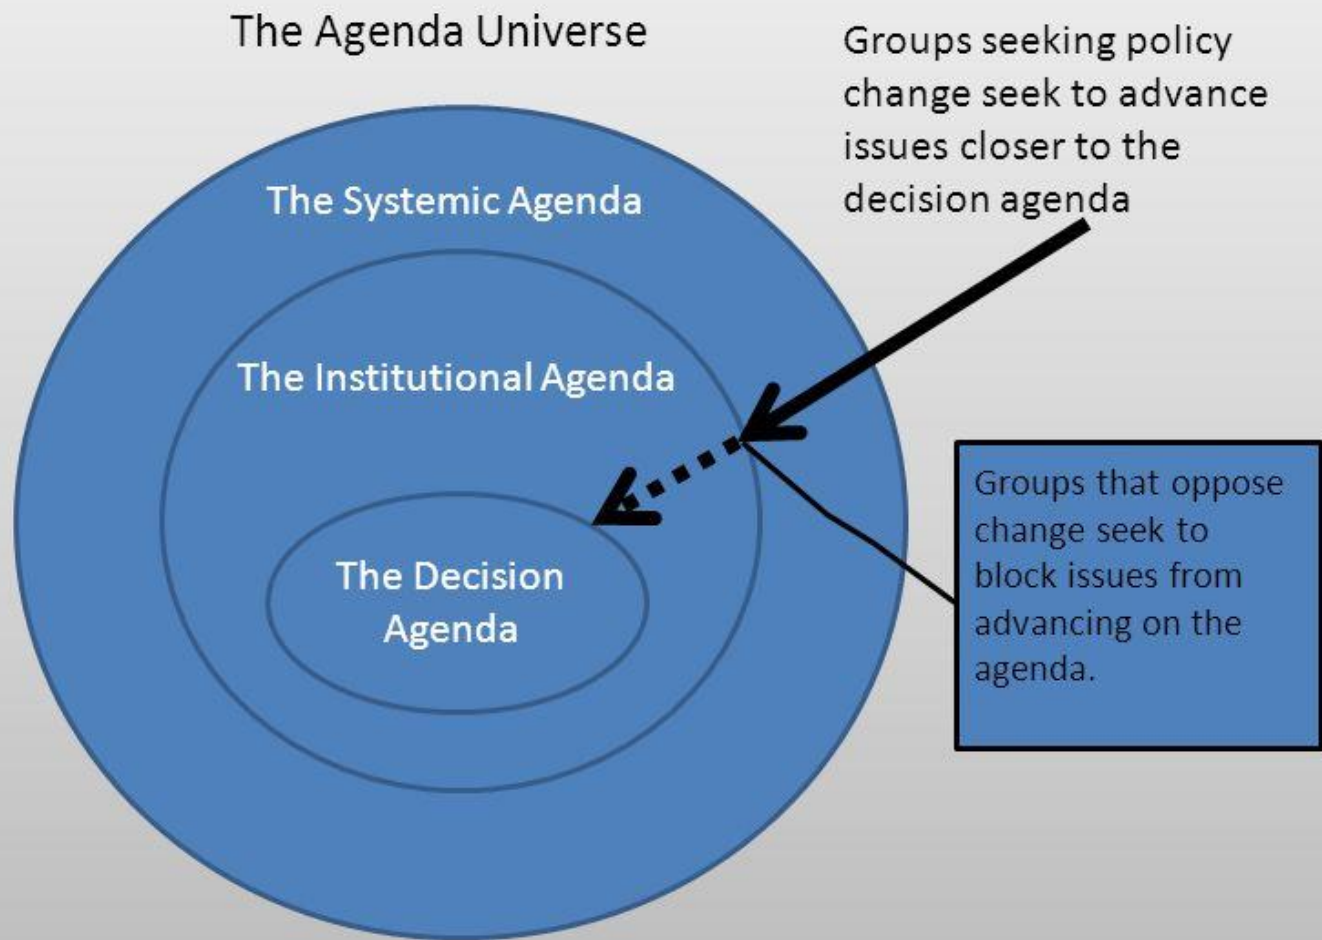 The Agenda Universe
Groups seeking policy
change seek to advance
issues closer to the
decision agenda
The Systemic Agenda
The Institutional Agenda
The Decision
Agenda
Groups that oppose
change seek to
block issues from
advancing on the
agenda.